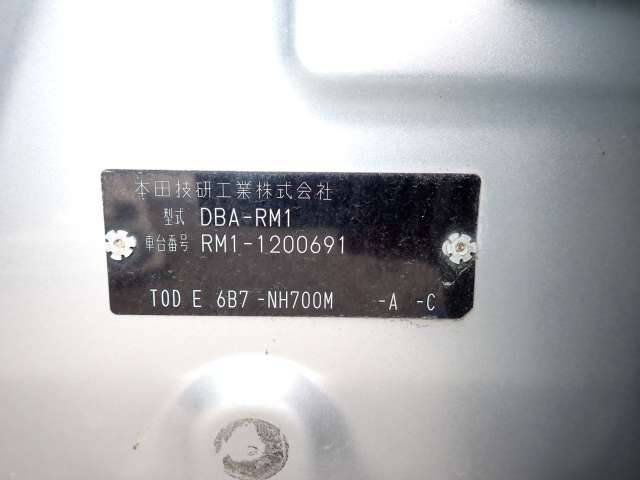 本田技研工業株式会社
型式 DBA-RM1
車台番号 RM1-1200691
T0D E 6B7 -NH700M -A -C